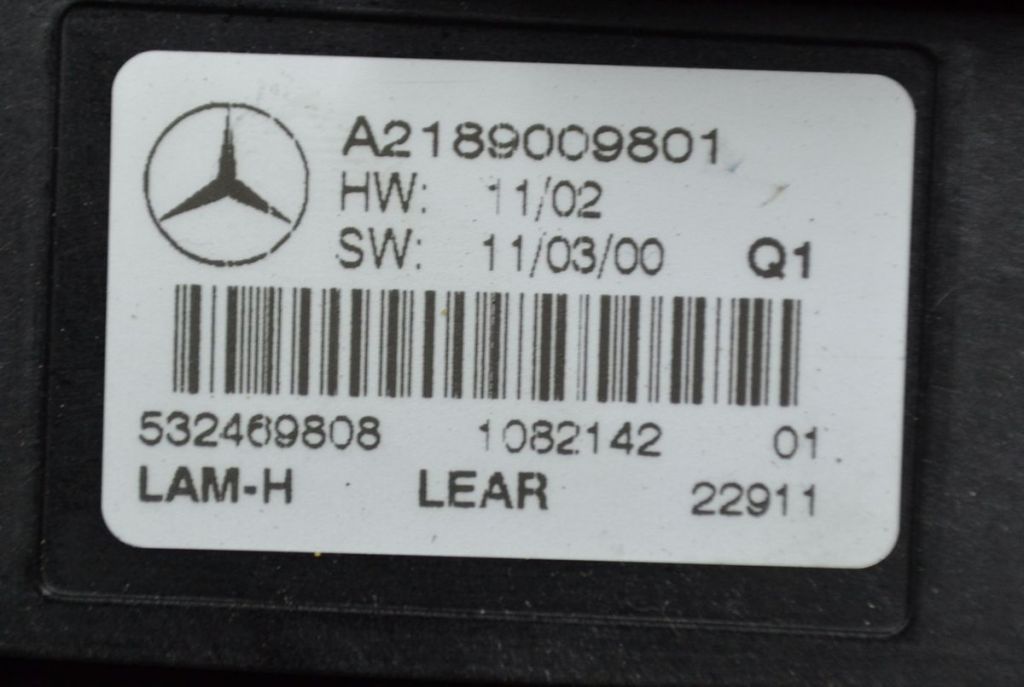 A2189009801
HW: 11/02
SW: 11/03/00 Q1
532469808 1082142 01
LAM-H LEAR 22911